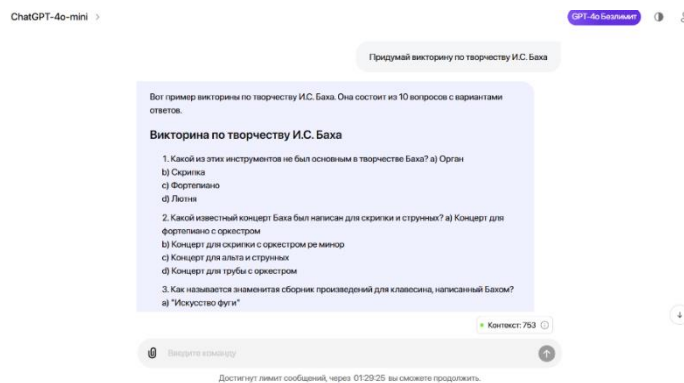 ChatGPT-4o-mini >
GPT-4o Безлимит
Придумай викторину по творчеству И.С. Баха
Вот пример викторины по творчеству И.С. Баха. Она состоит из 10 вопросов с вариантами
ответов.
Викторина по творчеству И.С. Баха
1. Какой из этих инструментов не был основным в творчестве Баха? a) Орган
b) Скрипка
c) Фортепиано
d) Лютня
2. Какой известный концерт Баха был написан для скрипки и струнных? a) Концерт для
фортепиано с оркестром
b) Концерт для скрипки с оркестром ре минор
c) Концерт для альта и струнных
d) Концерт для трубы с оркестром
3. Как называется знаменитая сборник произведений для клавесина, написанный Бахом?
a) "Искусство фуги"
Контекст: 753
Введите команду
Достигнут лимит сообщений, через 01:29:25 вы сможете продолжить.